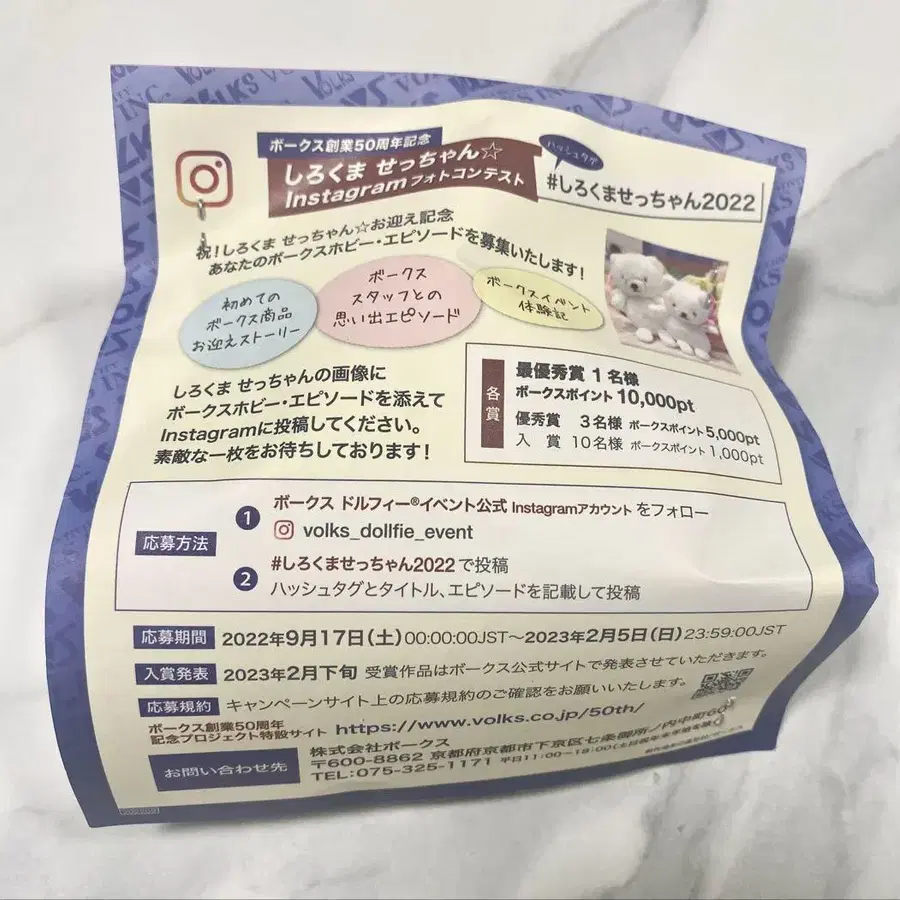 ボークス創業50周年記念
しろくま せっちゃん☆
Instagramフォトコンテスト
ハッシュタグ
#しろくませっちゃん2022
祝!しろくま せっちゃん☆お迎え記念
あなたのボークスホビー・エピソードを募集いたします!
初めての
ボークス商品
お迎えストーリー
ボークス
スタッフとの
思い出エピソード
ボークスイベント
体験記
しろくま せっちゃんの画像に
ボークスホビー・エピソードを添えて
Instagramに投稿してください。
素敵な一枚をお待ちしております!
各賞
最優秀賞 1名様
ボークスポイント 10,000pt
優秀賞 3名様 ボークスポイント 5,000pt
入 賞 10名様 ボークスポイント 1,000pt
応募方法
1 ボークス ドルフィー®イベント公式 Instagramアカウント をフォロー
volks_dollfie_event
2 #しろくませっちゃん2022 で投稿
ハッシュタグとタイトル、エピソードを記載して投稿
応募期間 2022年9月17日(土)00:00:00JST~2023年2月5日(日)23:59:00JST
入賞発表 2023年2月下旬 受賞作品はボークス公式サイトで発表させていただきます。
応募規約 キャンペーンサイト上の応募規約のご確認をお願いいたします。
ボークス創業50周年
記念プロジェクト特設サイト https://www.volks.co.jp/50th/
お問い合わせ先
株式会社ボークス
〒600-8862 京都府京都市下京区七条御所ノ内中町60
TEL:075-325-1171 平日11:00~18:00
VOLKS